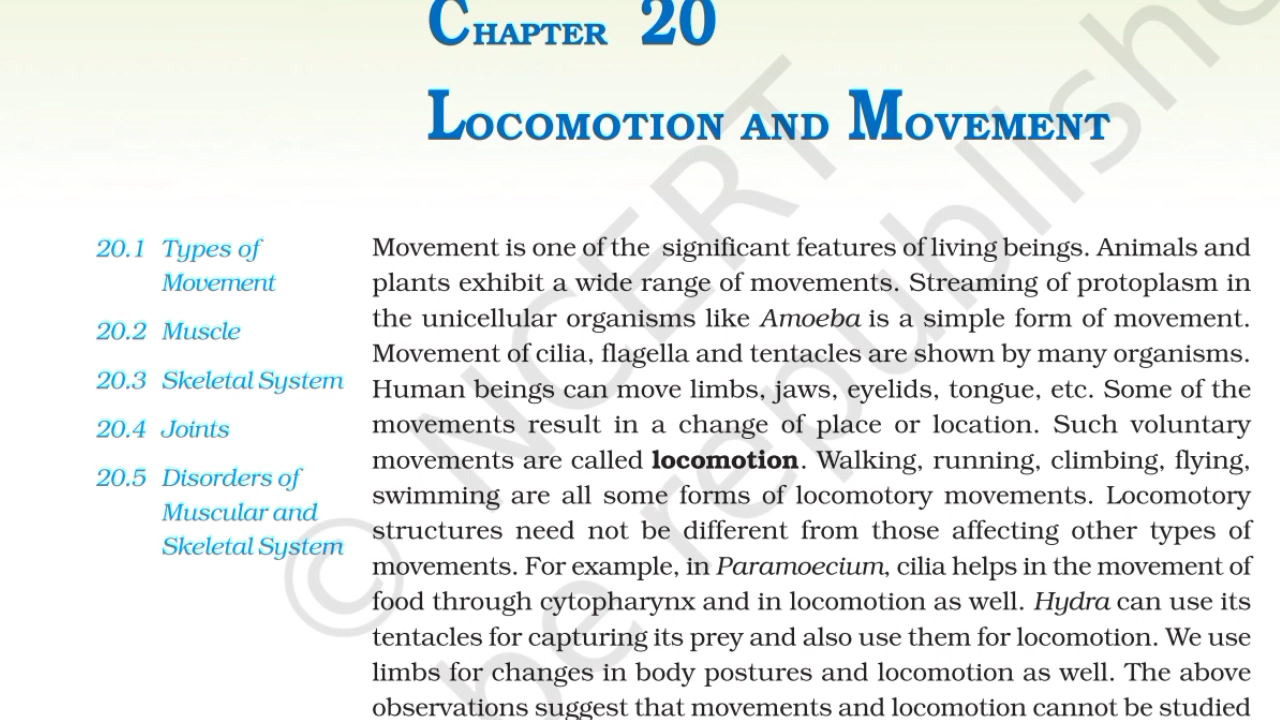 CHAPTER 20
LOCOMOTION AND MOVEMENT
20.1 Types of
Movement
20.2 Muscle
20.3 Skeletal System
20.4 Joints
20.5 Disorders of
Muscular and
Skeletal System
Movement is one of the significant features of living beings. Animals and
plants exhibit a wide range of movements. Streaming of protoplasm in
the unicellular organisms like Amoeba is a simple form of movement.
Movement of cilia, flagella and tentacles are shown by many organisms.
Human beings can move limbs, jaws, eyelids, tongue, etc. Some of the
movements result in a change of place or location. Such voluntary
movements are called locomotion. Walking, running, climbing, flying,
swimming are all some forms of locomotory movements. Locomotory
structures need not be different from those affecting other types of
movements. For example, in Paramoecium, cilia helps in the movement of
food through cytopharynx and in locomotion as well. Hydra can use its
tentacles for capturing its prey and also use them for locomotion. We use
limbs for changes in body postures and locomotion as well. The above
observations suggest that movements and locomotion cannot be studied
© NCERT
be republishe